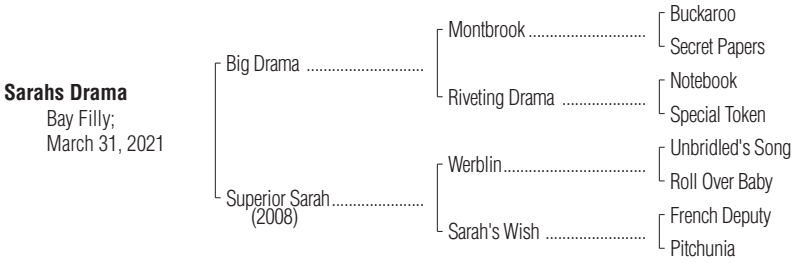 Sarahs Drama
Bay Filly;
March 31, 2021
Big Drama ..........................
Superior Sarah.....................
(2008)
Montbrook ..........................
Riveting Drama ...................
Werblin................................
Sarah's Wish ......................
Buckaroo
Secret Papers
Notebook
Special Token
Unbridled's Song
Roll Over Baby
French Deputy
Pitchunia